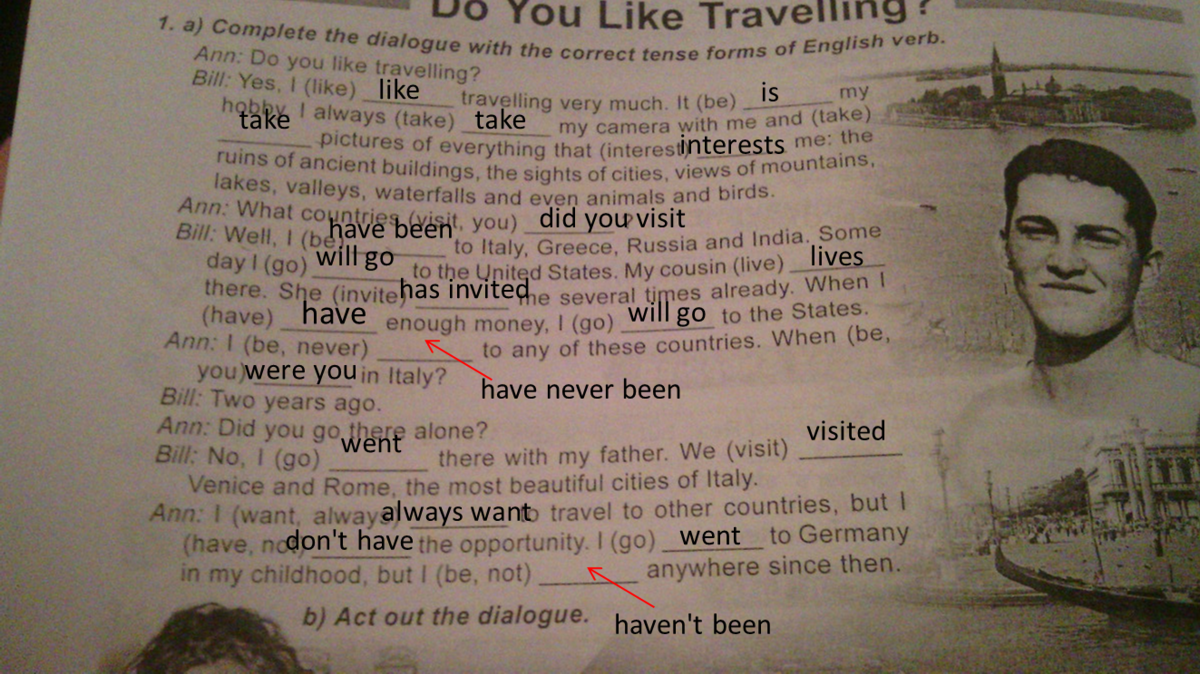 Do You Like Travelling?
1. a) Complete the dialogue with the correct tense forms of English verb.
Ann: Do you like travelling?
Bill: Yes, I (like) like travelling very much. It (be) is my
hobby. I always (take) take my camera with me and (take)
take pictures of everything that (interest) interests me: the
ruins of ancient buildings, the sights of cities, views of mountains,
lakes, valleys, waterfalls and even animals and birds.
Ann: What countries (visit, you) did you visit ?
Bill: Well, I (be) have been to Italy, Greece, Russia and India. Some
day I (go) will go to the United States. My cousin (live) lives
there. She (invite) has invited me several times already. When I
(have) have enough money, I (go) will go to the States.
Ann: I (be, never) ______ to any of these countries. When (be,
you) were you in Italy?
have never been
Bill: Two years ago.
Ann: Did you go there alone?
Bill: No, I (go) went there with my father. We (visit) visited
Venice and Rome, the most beautiful cities of Italy.
Ann: I (want, always) always want to travel to other countries, but I
(have, not) don't have the opportunity. I (go) went to Germany
in my childhood, but I (be, not) ______ anywhere since then.
b) Act out the dialogue.
haven't been